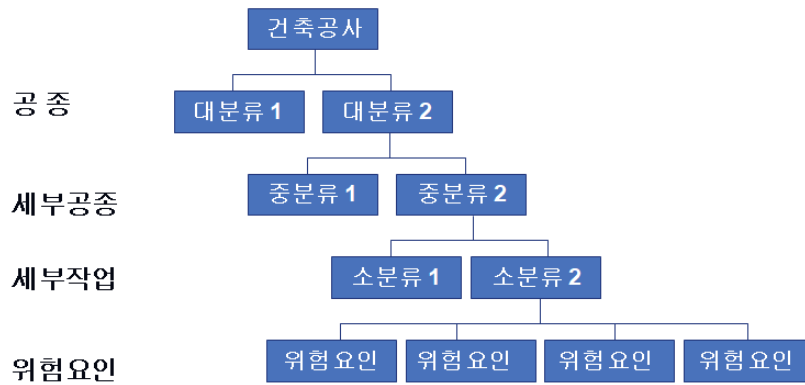 건축공사
공 종
대분류 1 대분류 2
세부공종
중분류 1 중분류 2
세부작업
소분류 1 소분류 2
위험요인
위험요인 위험요인 위험요인 위험요인